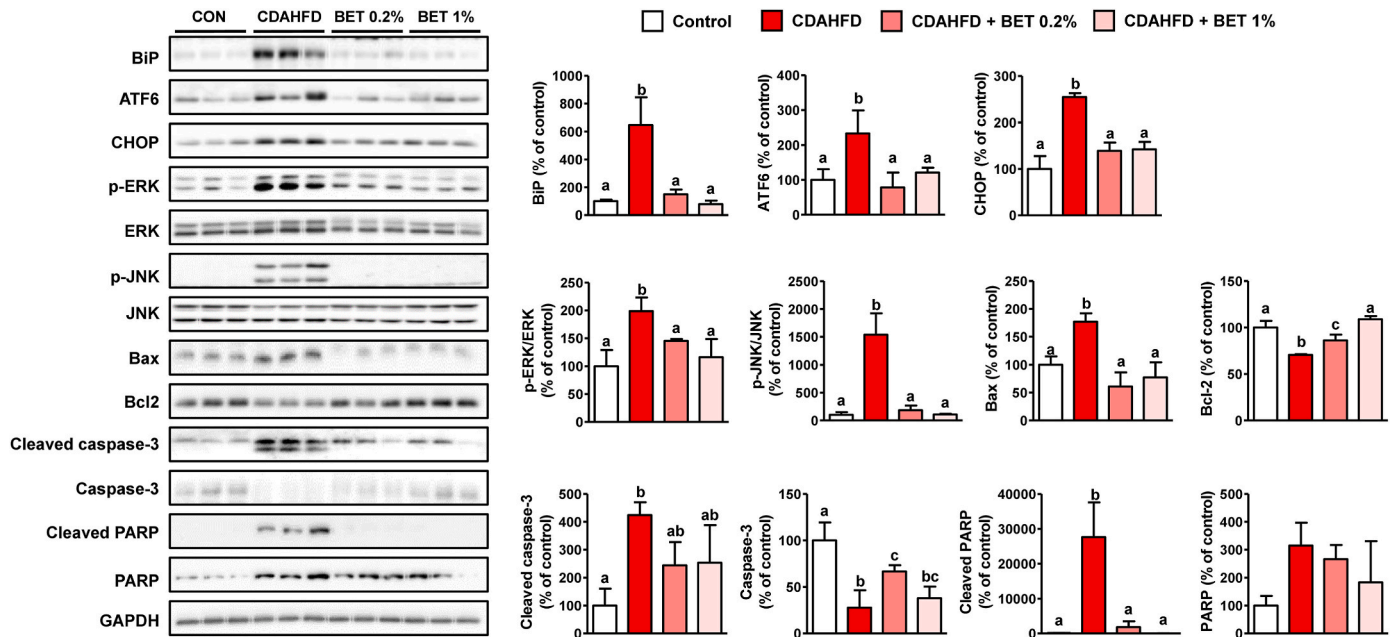 CON CDAHFD BET 0.2% BET 1%
BiP
ATF6
CHOP
p-ERK
ERK
p-JNK
JNK
Bax
Bcl2
Cleaved caspase-3
Caspase-3
Cleaved PARP
PARP
GAPDH
Control CDAHFD CDAHFD + BET 0.2% CDAHFD + BET 1%
BiP (% of control)
1000
800
600
400
200
0
a b a a
ATF6 (% of control)
400
300
200
100
0
a b a a
CHOP (% of control)
300
200
100
0
a b a a
p-ERK/ERK
(% of control)
250
200
150
100
50
0
a b a a
p-JNK/JNK
(% of control)
2500
2000
1500
1000
500
0
a b a a
Bax (% of control)
250
200
150
100
50
0
a b a a
Bcl-2 (% of control)
150
100
50
0
a b c a
Cleaved caspase-3
(% of control)
500
400
300
200
100
0
a b ab ab
Caspase-3
(% of control)
150
100
50
0
a b c bc
Cleaved PARP
(% of control)
40000
30000
20000
10000
0
a b a a
PARP (% of control)
500
400
300
200
100
0